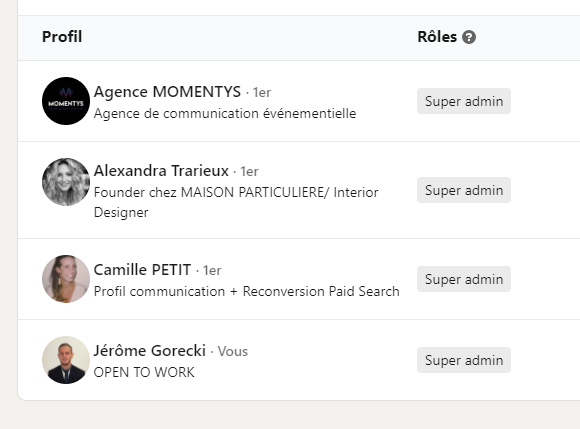 Profil
Rôles ?
MOMENTYS
Agence MOMENTYS · 1er
Agence de communication événementielle
Super admin
Alexandra Trarieux · 1er
Founder chez MAISON PARTICULIERE/ Interior
Designer
Super admin
Camille PETIT · 1er
Profil communication + Reconversion Paid Search
Super admin
Jérôme Gorecki · Vous
OPEN TO WORK
Super admin